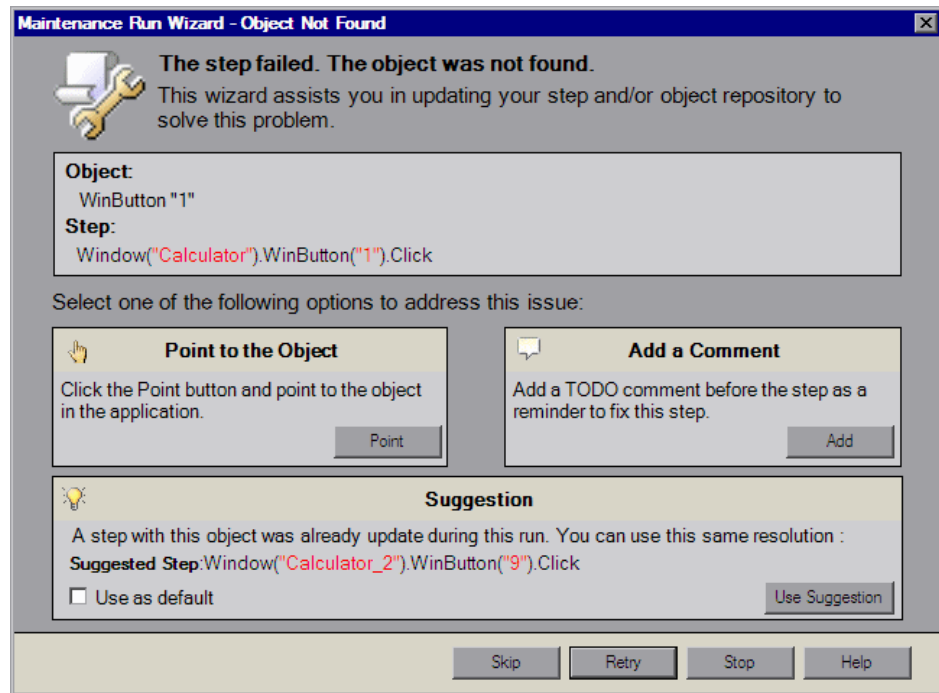 Maintenance Run Wizard - Object Not Found
The step failed. The object was not found.
This wizard assists you in updating your step and/or object repository to
solve this problem.
Object:
WinButton "1"
Step:
Window("Calculator").WinButton("1").Click
Select one of the following options to address this issue:
Point to the Object
Click the Point button and point to the object
in the application.
Point
Add a Comment
Add a TODO comment before the step as a
reminder to fix this step.
Add
Suggestion
A step with this object was already update during this run. You can use this same resolution :
Suggested Step:Window("Calculator_2").WinButton("9").Click
Use as default
Use Suggestion
Skip
Retry
Stop
Help